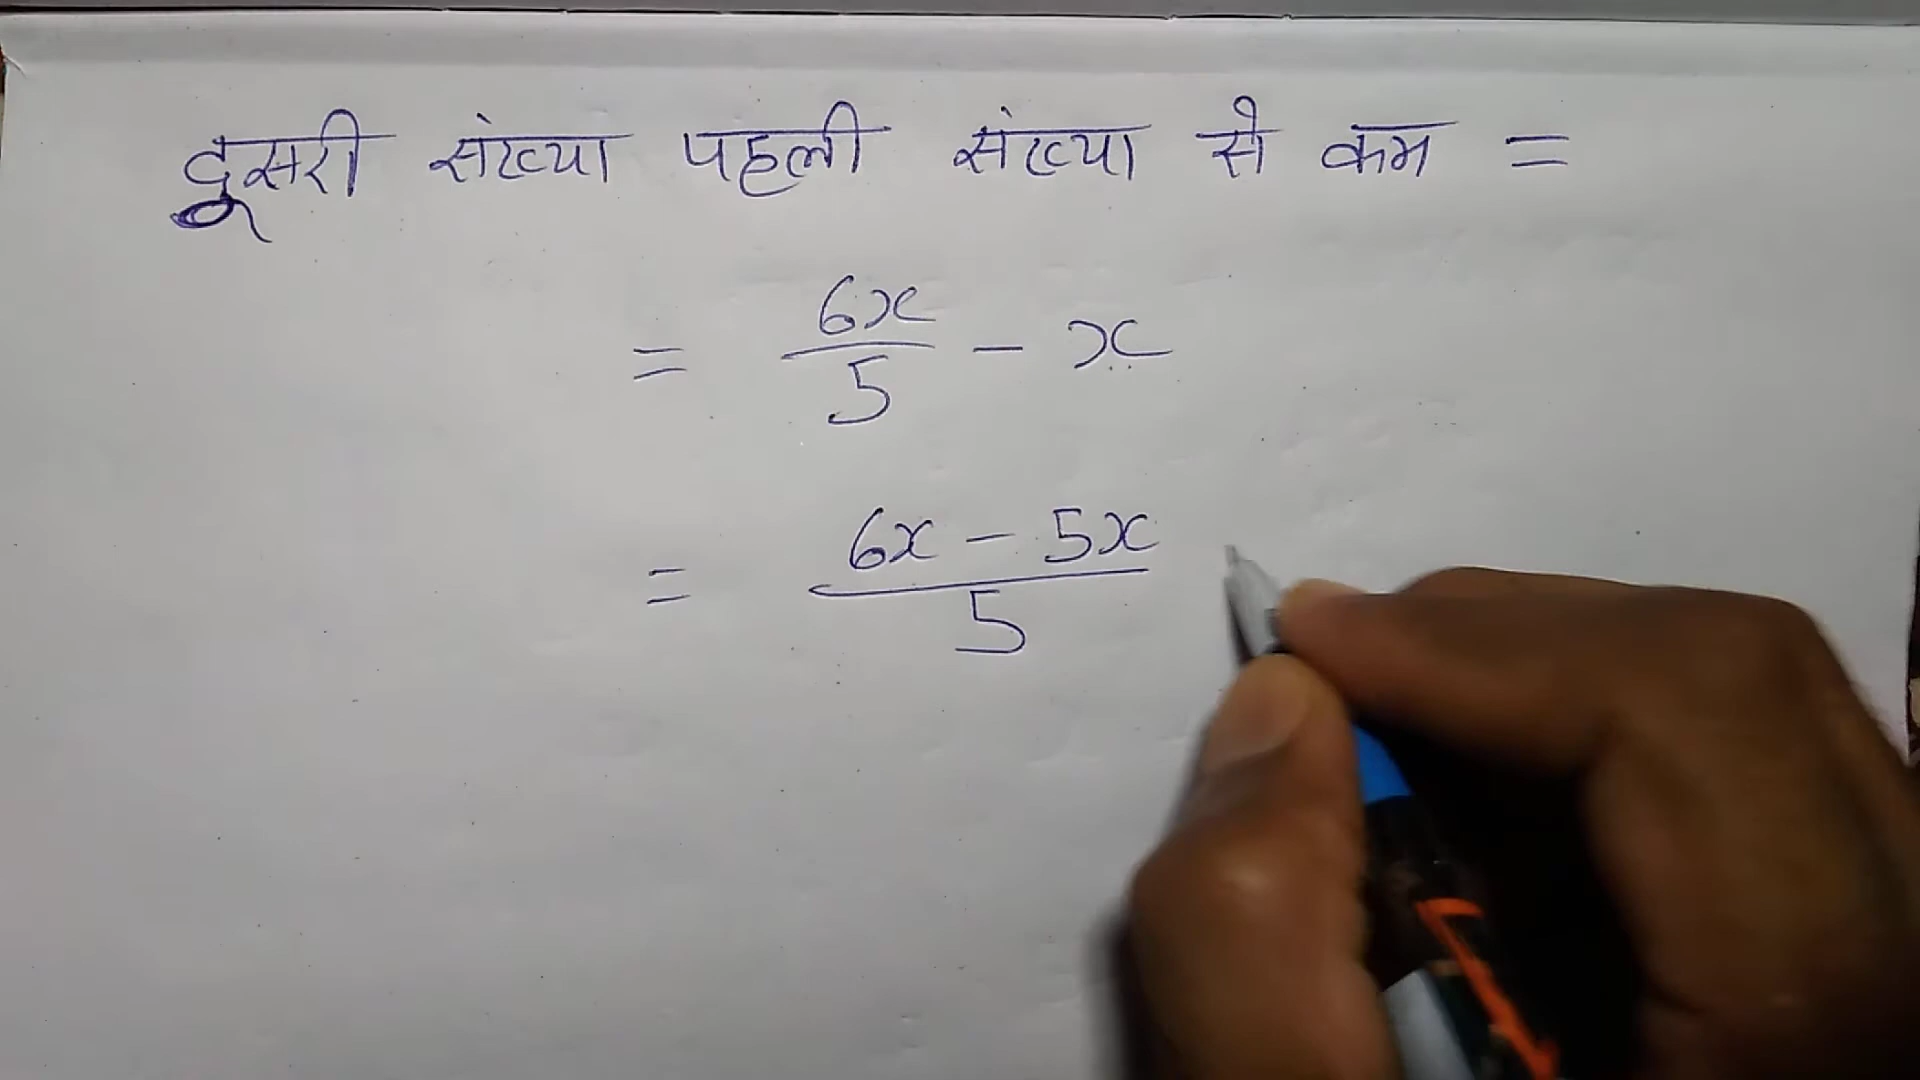 दूसरी संख्या पहली संख्या से कम =
= 6x/5 - x
= (6x - 5x)/5